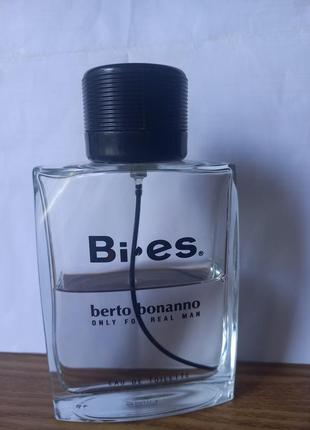 Bi•es®
berto bonanno
ONLY FOR REAL MAN
EAU DE TOILETTE